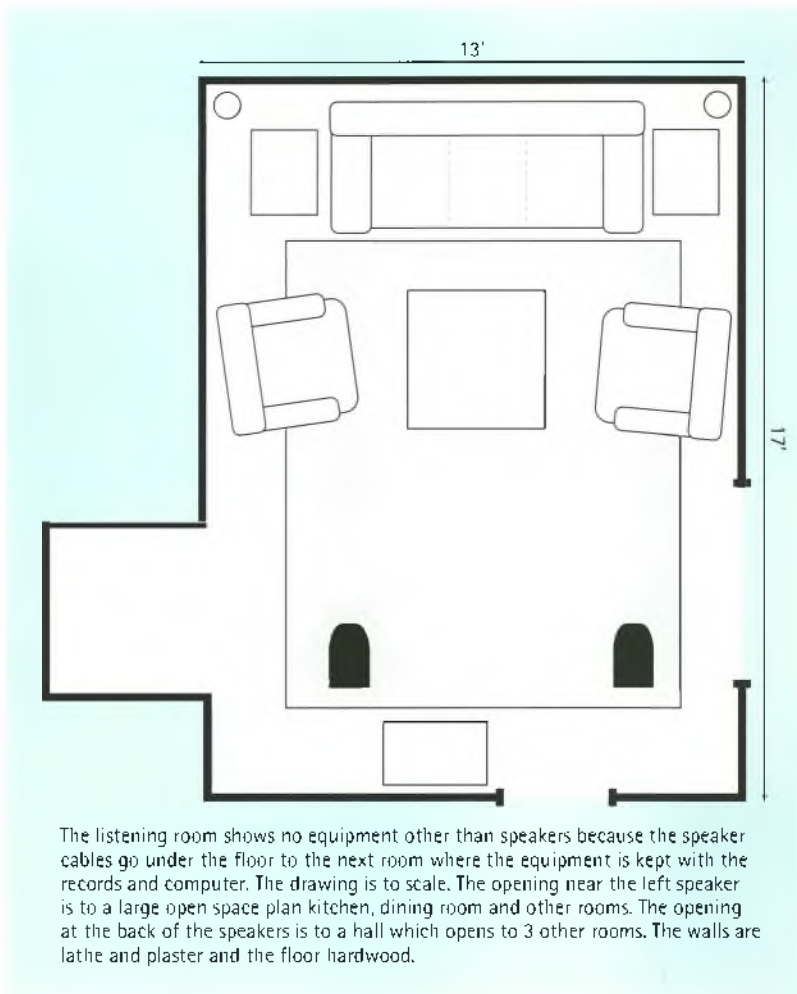 13'
17'
The listening room shows no equipment other than speakers because the speaker
cables go under the floor to the next room where the equipment is kept with the
records and computer. The drawing is to scale. The opening near the left speaker
is to a large open space plan kitchen, dining room and other rooms. The opening
at the back of the speakers is to a hall which opens to 3 other rooms. The walls are
lathe and plaster and the floor hardwood.